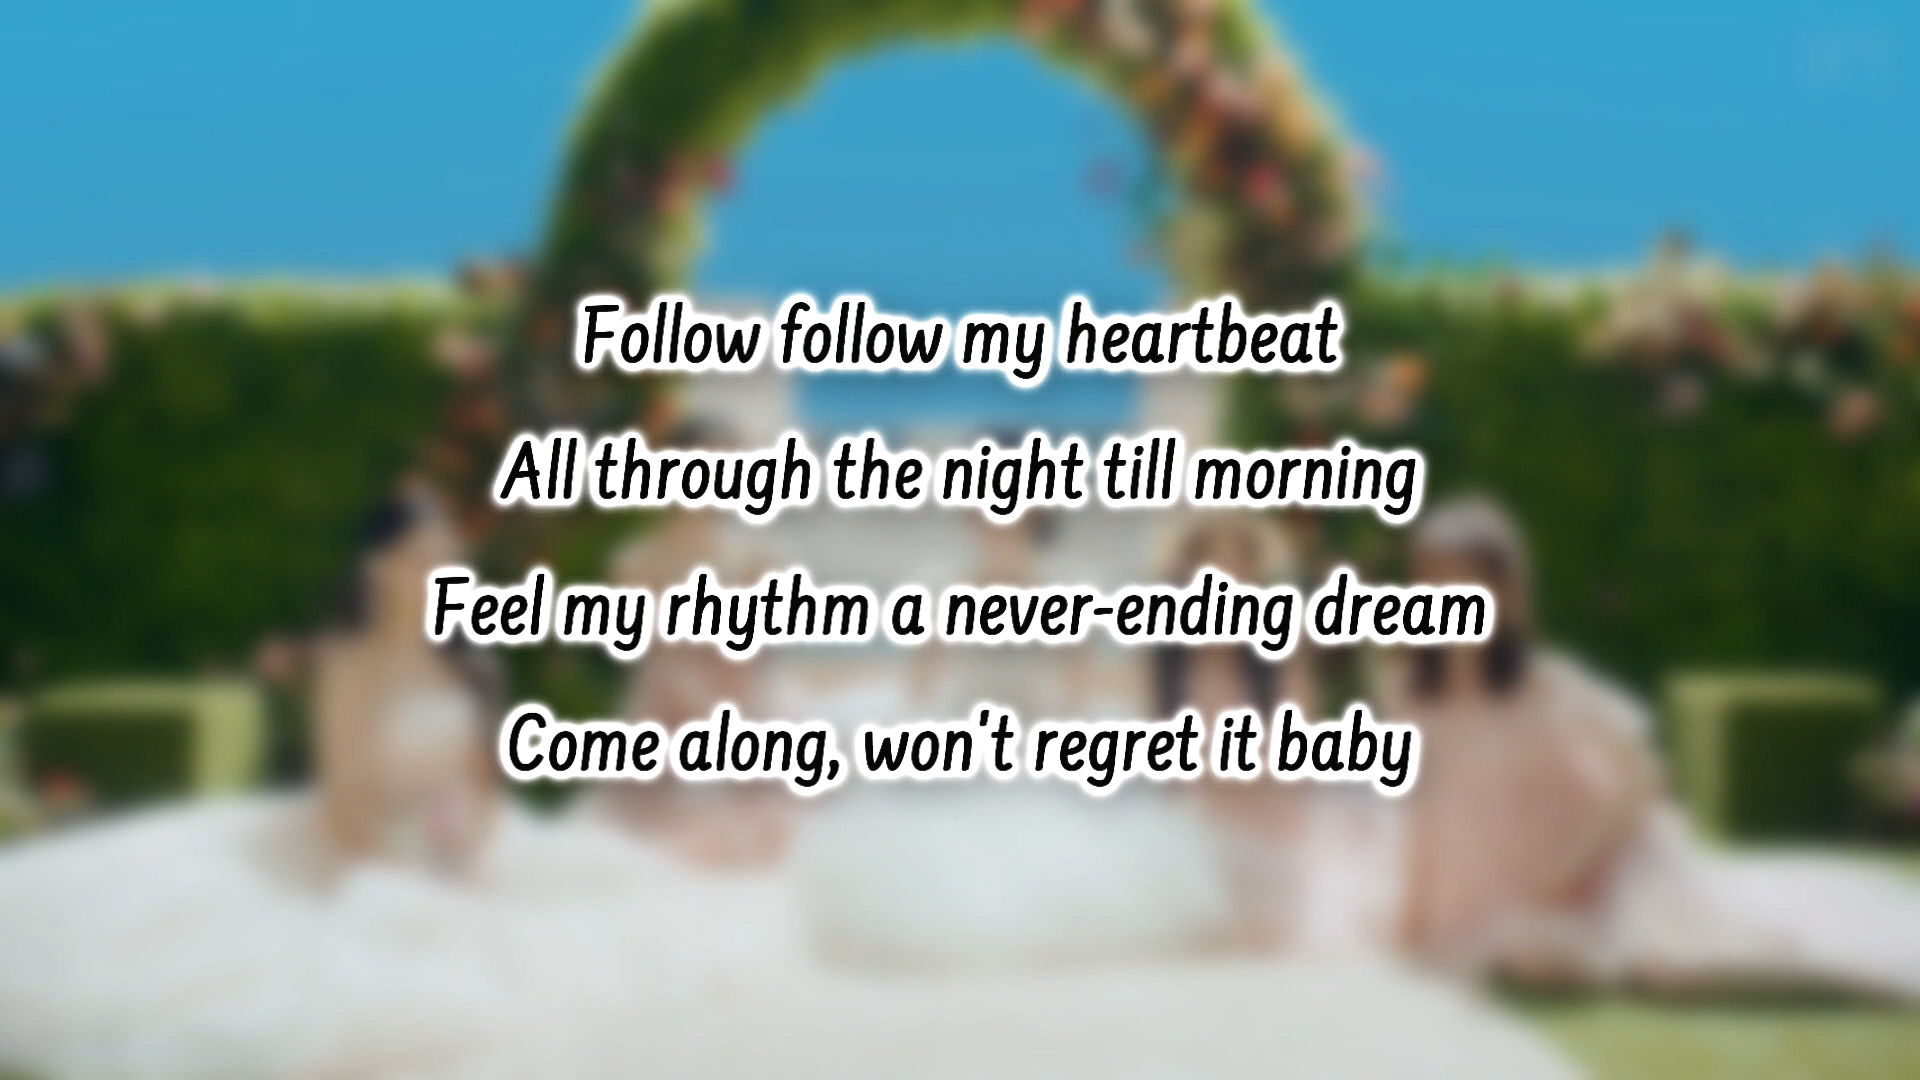 Follow follow my heartbeat
All through the night till morning
Feel my rhythm a never-ending dream
Come along, won't regret it baby